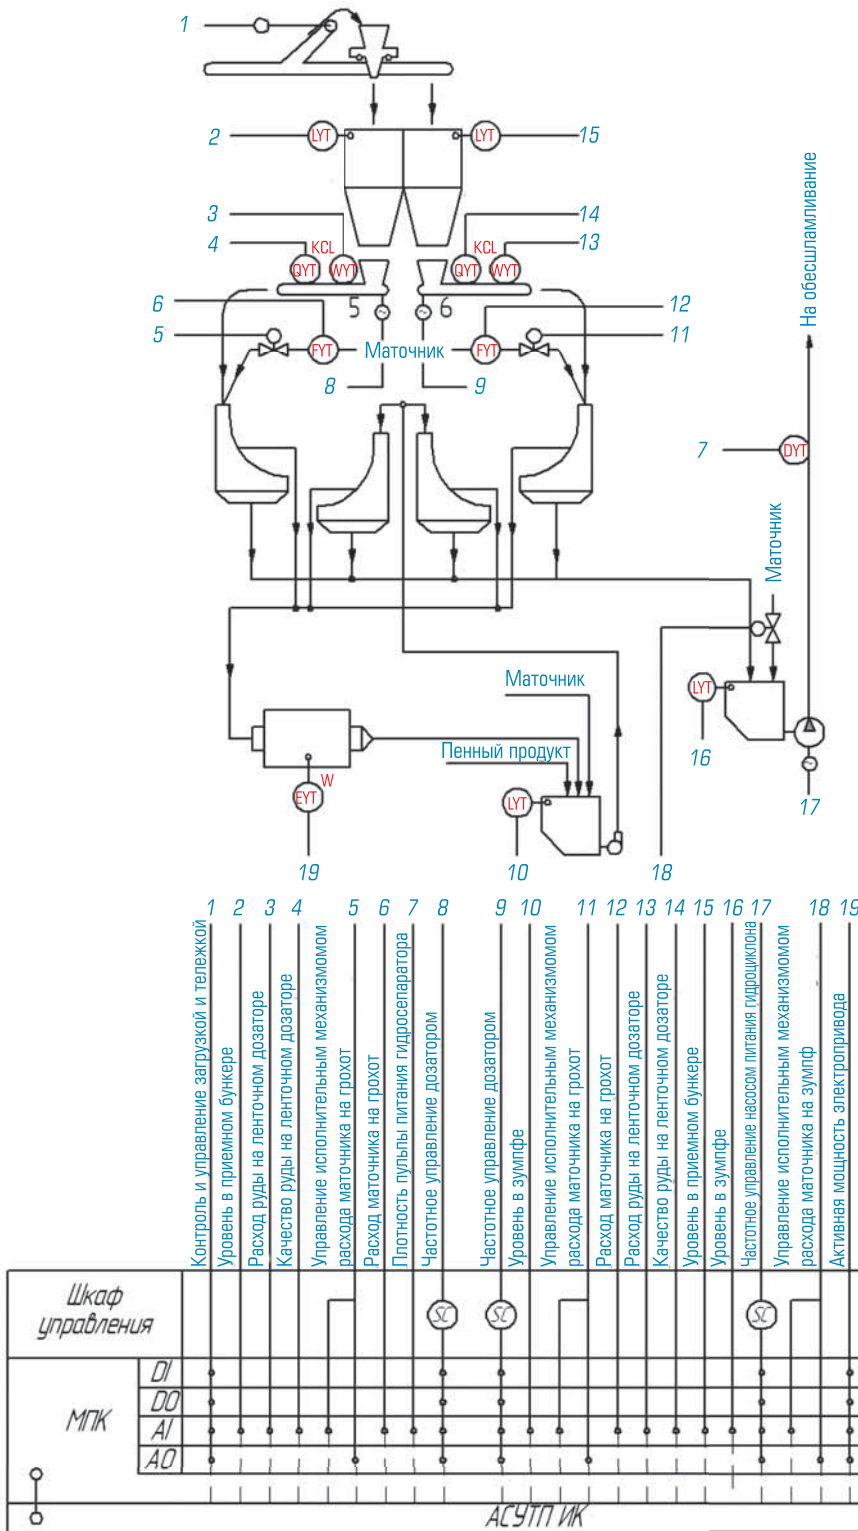 1
2
LYT
LYT
15
На обесшламливание
3
14
4
KCL
KCL
13
QYT
WYT
QYT
WYT
6
5
6
12
5
FYT
Маточник
FYT
11
8
9
7
DYT
Маточник
Маточник
LYT
Пенный продукт
16
W
EYT
LYT
17
19
10
18
1
2
3
4
5
6
7
8
9
10
11
12
13
14
15
16
17
18
19
Контроль и управление загрузкой и тележкой
Уровень в приемном бункере
Расход руды на ленточном дозаторе
Качество руды на ленточном дозаторе
Управление исполнительным механизмомом
расхода маточника на грохот
Расход маточника на грохот
Плотность пульпы питания гидросепаратора
Частотное управление дозатором
Частотное управление дозатором
Уровень в зумпфе
Управление исполнительным механизмомом
расхода маточника на грохот
Расход маточника на грохот
Расход руды на ленточном дозаторе
Качество руды на ленточном дозаторе
Уровень в приемном бункере
Уровень в зумпфе
Частотное управление насосом питания гидроциклона
Управление исполнительным механизмомом
расхода маточника на зумпф
Активная мощность электропривода
Шкаф
управления
SC
SC
SC
МПК
DI
DO
AI
AO
АСУТП ИК